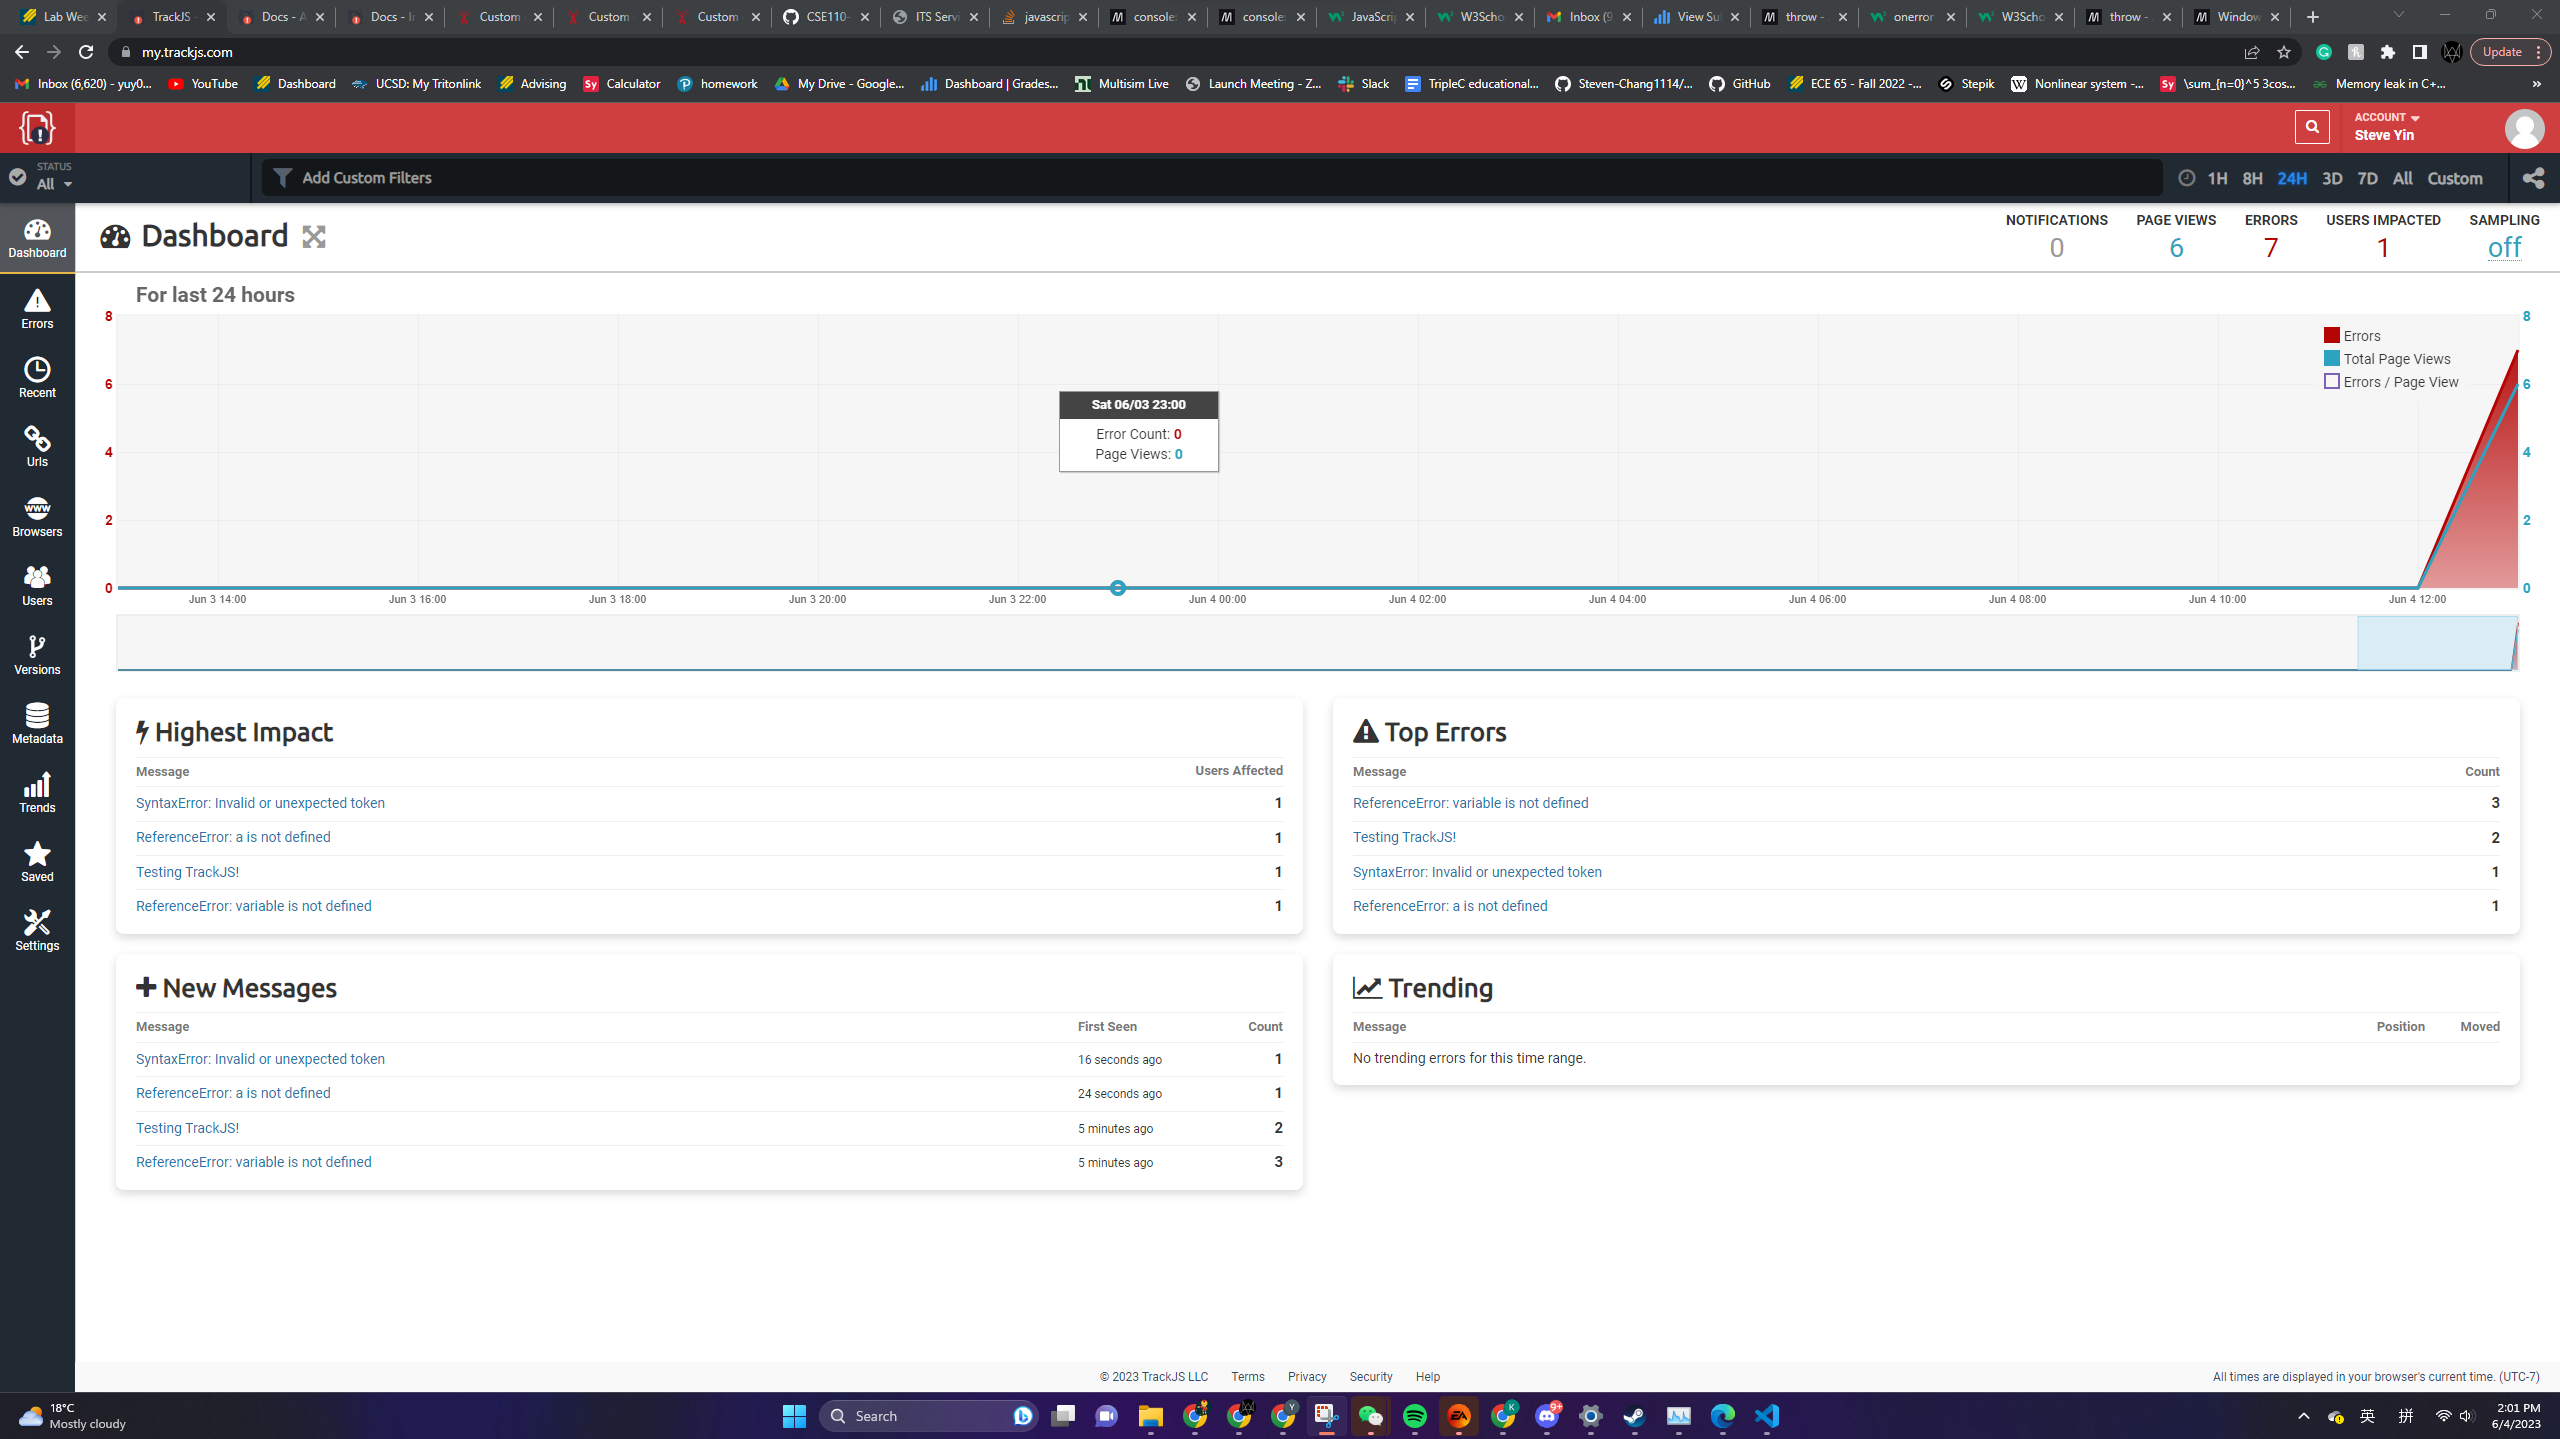 Lab Wee
TrackJS -
Docs - A
Docs - Ir
Custom
Custom
Custom
CSE110-
ITS Servi
javascrip
console:
console:
JavaScrip
W3Scho
Inbox (9
View Sul
throw -
onerror
W3Scho
throw -
Window
my.trackjs.com
Update
Inbox (6,620) - yuy0...
YouTube
Dashboard
UCSD: My Tritonlink
Advising
Calculator
homework
My Drive - Google...
Dashboard | Grades...
Multisim Live
Launch Meeting - Z...
Slack
TripleC educational...
Steven-Chang1114/...
GitHub
ECE 65 - Fall 2022 -...
Stepik
Nonlinear system -...
\sum_{n=0}^5 3cos...
Memory leak in C+...
»
ACCOUNT
Steve Yin
STATUS
All
Add Custom Filters
1H 8H 24H 3D 7D All Custom
Dashboard
Errors
Recent
Urls
Browsers
Users
Versions
Metadata
Trends
Saved
Settings
Dashboard
NOTIFICATIONS
0
PAGE VIEWS
6
ERRORS
7
USERS IMPACTED
1
SAMPLING
off
For last 24 hours
8
6
4
2
0
8
6
4
2
0
Errors
Total Page Views
Errors / Page View
Sat 06/03 23:00
Error Count: 0
Page Views: 0
Jun 3 14:00
Jun 3 16:00
Jun 3 18:00
Jun 3 20:00
Jun 3 22:00
Jun 4 00:00
Jun 4 02:00
Jun 4 04:00
Jun 4 06:00
Jun 4 08:00
Jun 4 10:00
Jun 4 12:00
Highest Impact
Message Users Affected
SyntaxError: Invalid or unexpected token 1
ReferenceError: a is not defined 1
Testing TrackJS! 1
ReferenceError: variable is not defined 1
Top Errors
Message Count
ReferenceError: variable is not defined 3
Testing TrackJS! 2
SyntaxError: Invalid or unexpected token 1
ReferenceError: a is not defined 1
New Messages
Message First Seen Count
SyntaxError: Invalid or unexpected token 16 seconds ago 1
ReferenceError: a is not defined 24 seconds ago 1
Testing TrackJS! 5 minutes ago 2
ReferenceError: variable is not defined 5 minutes ago 3
Trending
Message Position Moved
No trending errors for this time range.
© 2023 TrackJS LLC Terms Privacy Security Help
All times are displayed in your browser's current time. (UTC-7)
18°C
Mostly cloudy
Search
英
拼
2:01 PM
6/4/2023